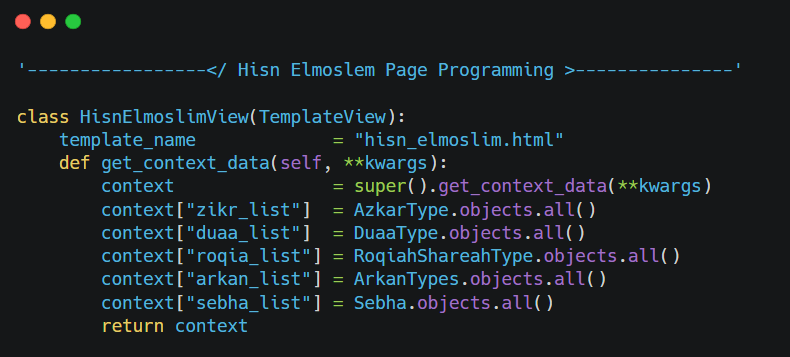 '-----------------</ Hisn Elmoslem Page Programming >---------------'
class HisnElmoslimView(TemplateView):
    template_name             = "hisn_elmoslim.html"
    def get_context_data(self, **kwargs):
        context               = super().get_context_data(**kwargs)
        context["zikr_list"]  = AzkarType.objects.all()
        context["duaa_list"]  = DuaaType.objects.all()
        context["roqia_list"] = RoqiahShareahType.objects.all()
        context["arkan_list"] = ArkanTypes.objects.all()
        context["sebha_list"] = Sebha.objects.all()
        return context